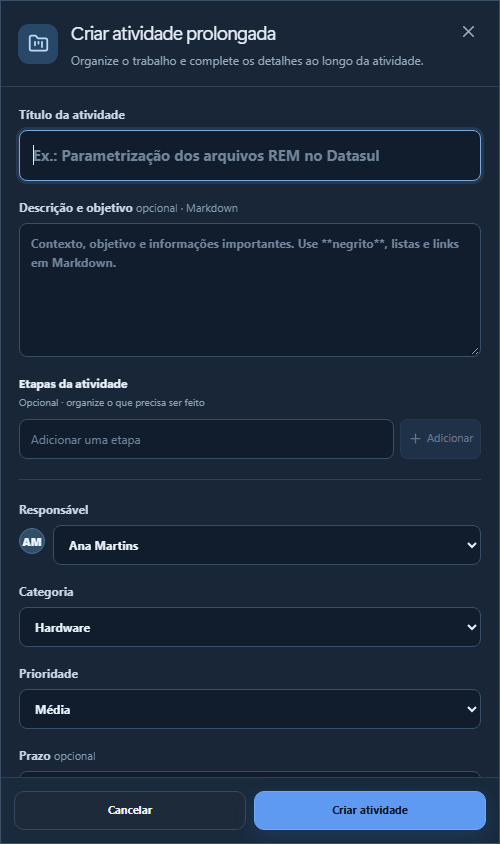 Criar atividade prolongada
Organize o trabalho e complete os detalhes ao longo da atividade.
Título da atividade
Ex.: Parametrização dos arquivos REM no Datasul
Descrição e objetivo opcional · Markdown
Contexto, objetivo e informações importantes. Use **negrito**, listas e links
em Markdown.
Etapas da atividade
Opcional · organize o que precisa ser feito
Adicionar uma etapa
+ Adicionar
Responsável
AM
Ana Martins
Categoria
Hardware
Prioridade
Média
Prazo opcional
Cancelar
Criar atividade